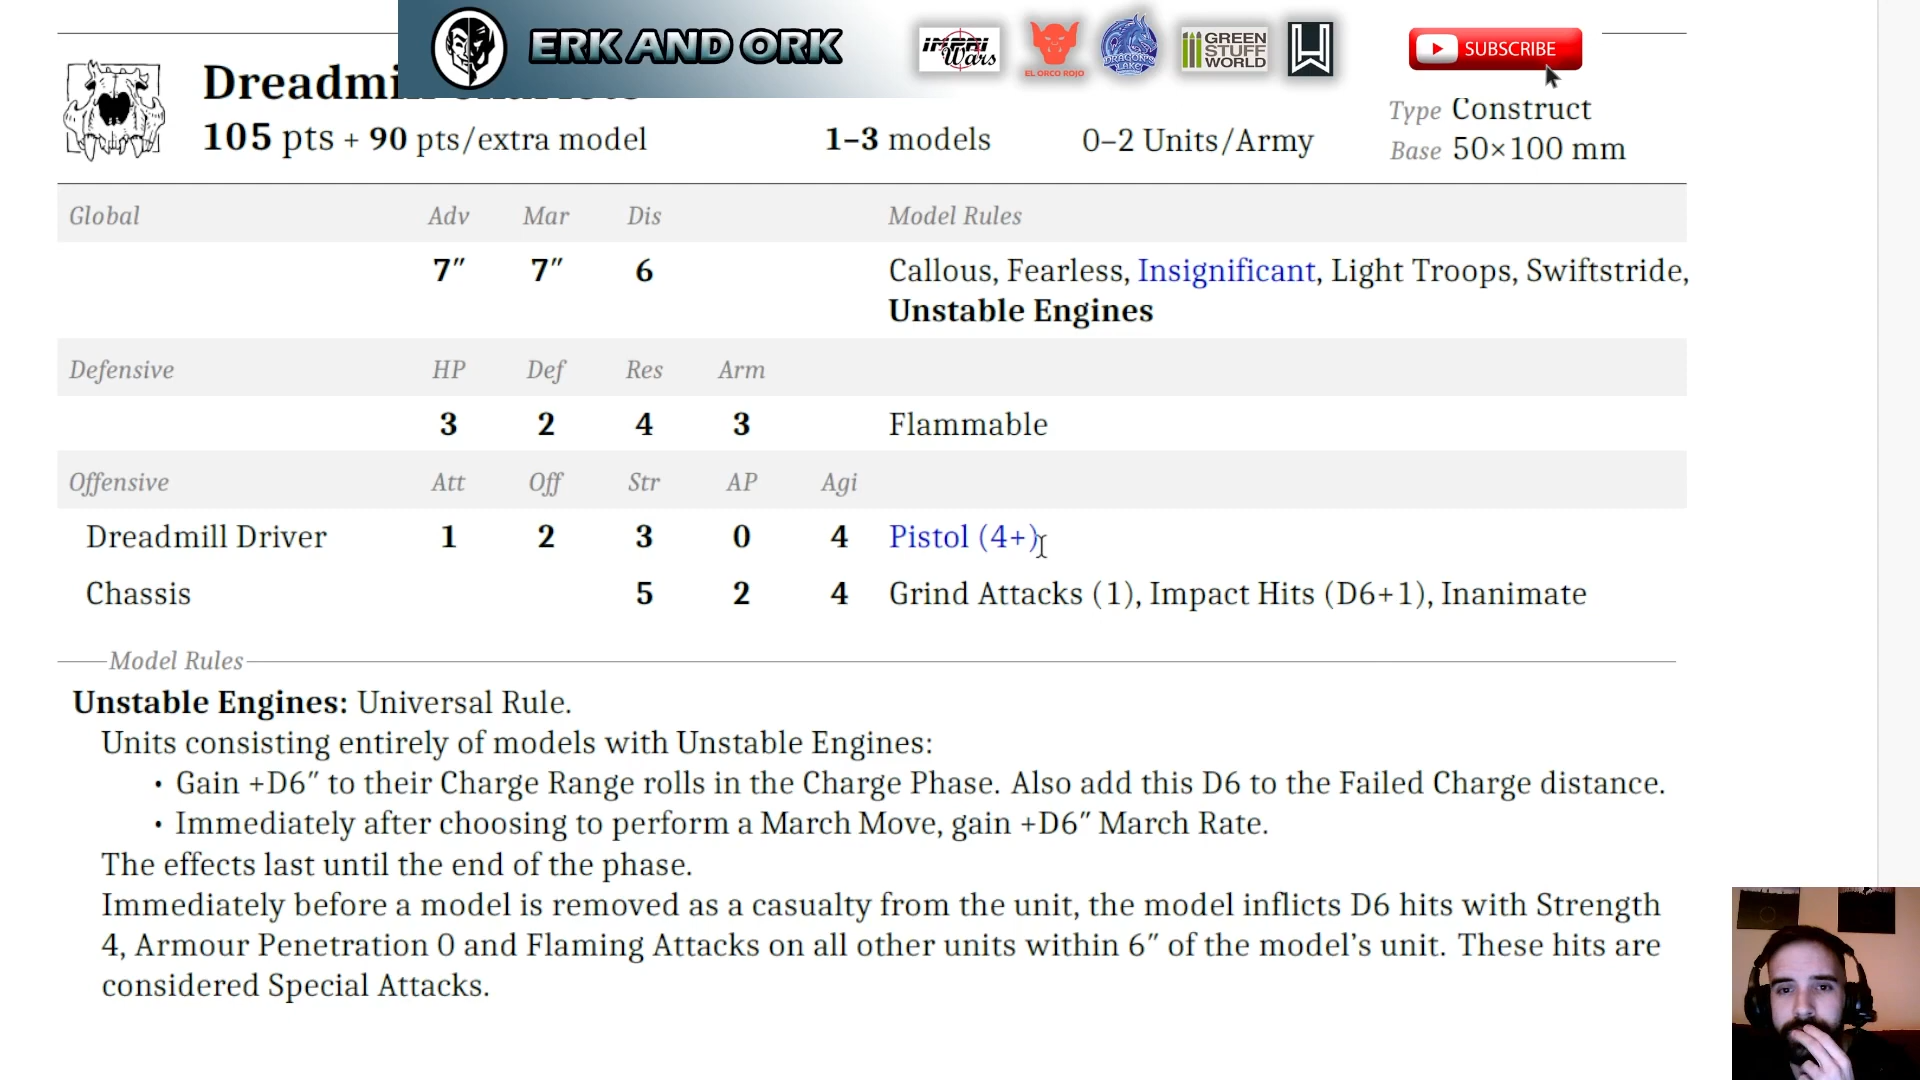 ERK AND ORK
IMPAI Wars
EL ORCO ROJO
DRAGON'S LAKE
GREEN STUFF WORLD
SUBSCRIBE
105 pts + 90 pts/extra model 1–3 models 0–2 Units/Army
Type Construct
Base 50×100 mm
Global Adv Mar Dis Model Rules
7″ 7″ 6 Callous, Fearless, Insignificant, Light Troops, Swiftstride,
Unstable Engines
Defensive HP Def Res Arm
3 2 4 3 Flammable
Offensive Att Off Str AP Agi
Dreadmill Driver 1 2 3 0 4 Pistol (4+)
Chassis 5 2 4 Grind Attacks (1), Impact Hits (D6+1), Inanimate
Model Rules
Unstable Engines: Universal Rule.
Units consisting entirely of models with Unstable Engines:
• Gain +D6″ to their Charge Range rolls in the Charge Phase. Also add this D6 to the Failed Charge distance.
• Immediately after choosing to perform a March Move, gain +D6″ March Rate.
The effects last until the end of the phase.
Immediately before a model is removed as a casualty from the unit, the model inflicts D6 hits with Strength
4, Armour Penetration 0 and Flaming Attacks on all other units within 6″ of the model's unit. These hits are
considered Special Attacks.